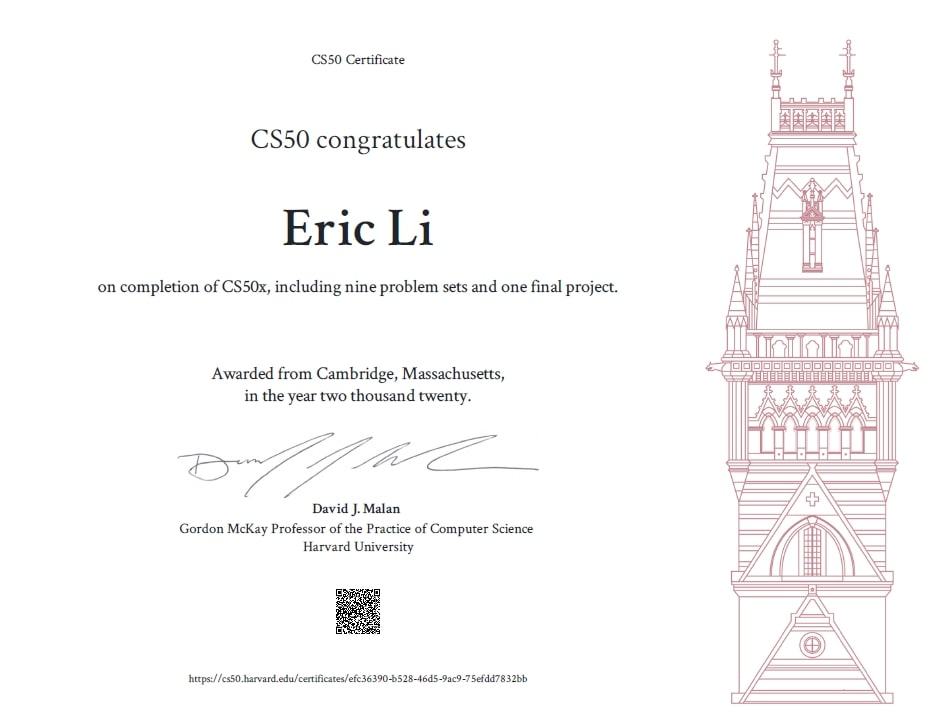 CS50 Certificate
CS50 congratulates
Eric Li
on completion of CS50x, including nine problem sets and one final project.
Awarded from Cambridge, Massachusetts,
in the year two thousand twenty.
David J. Malan
Gordon McKay Professor of the Practice of Computer Science
Harvard University
https://cs50.harvard.edu/certificates/efc36390-b528-46d5-9ac9-75efdd7832bb